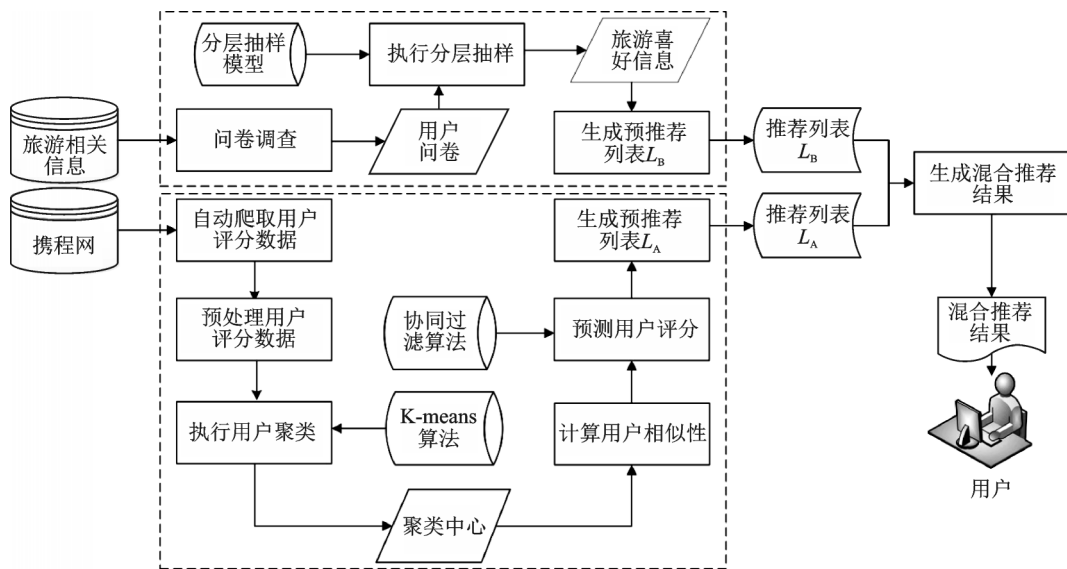 分层抽样
模型
执行分层抽样
旅游喜
好信息
旅游相关
信息
问卷调查
用户
问卷
生成预推荐
列表L_B
推荐列表
L_B
生成混合推荐
结果
携程网
自动爬取用户
评分数据
生成预推荐
列表L_A
推荐列表
L_A
预处理用户
评分数据
协同过
滤算法
预测用户评分
混合推荐
结果
执行用户聚类
K-means
算法
计算用户相似性
用户
聚类中心